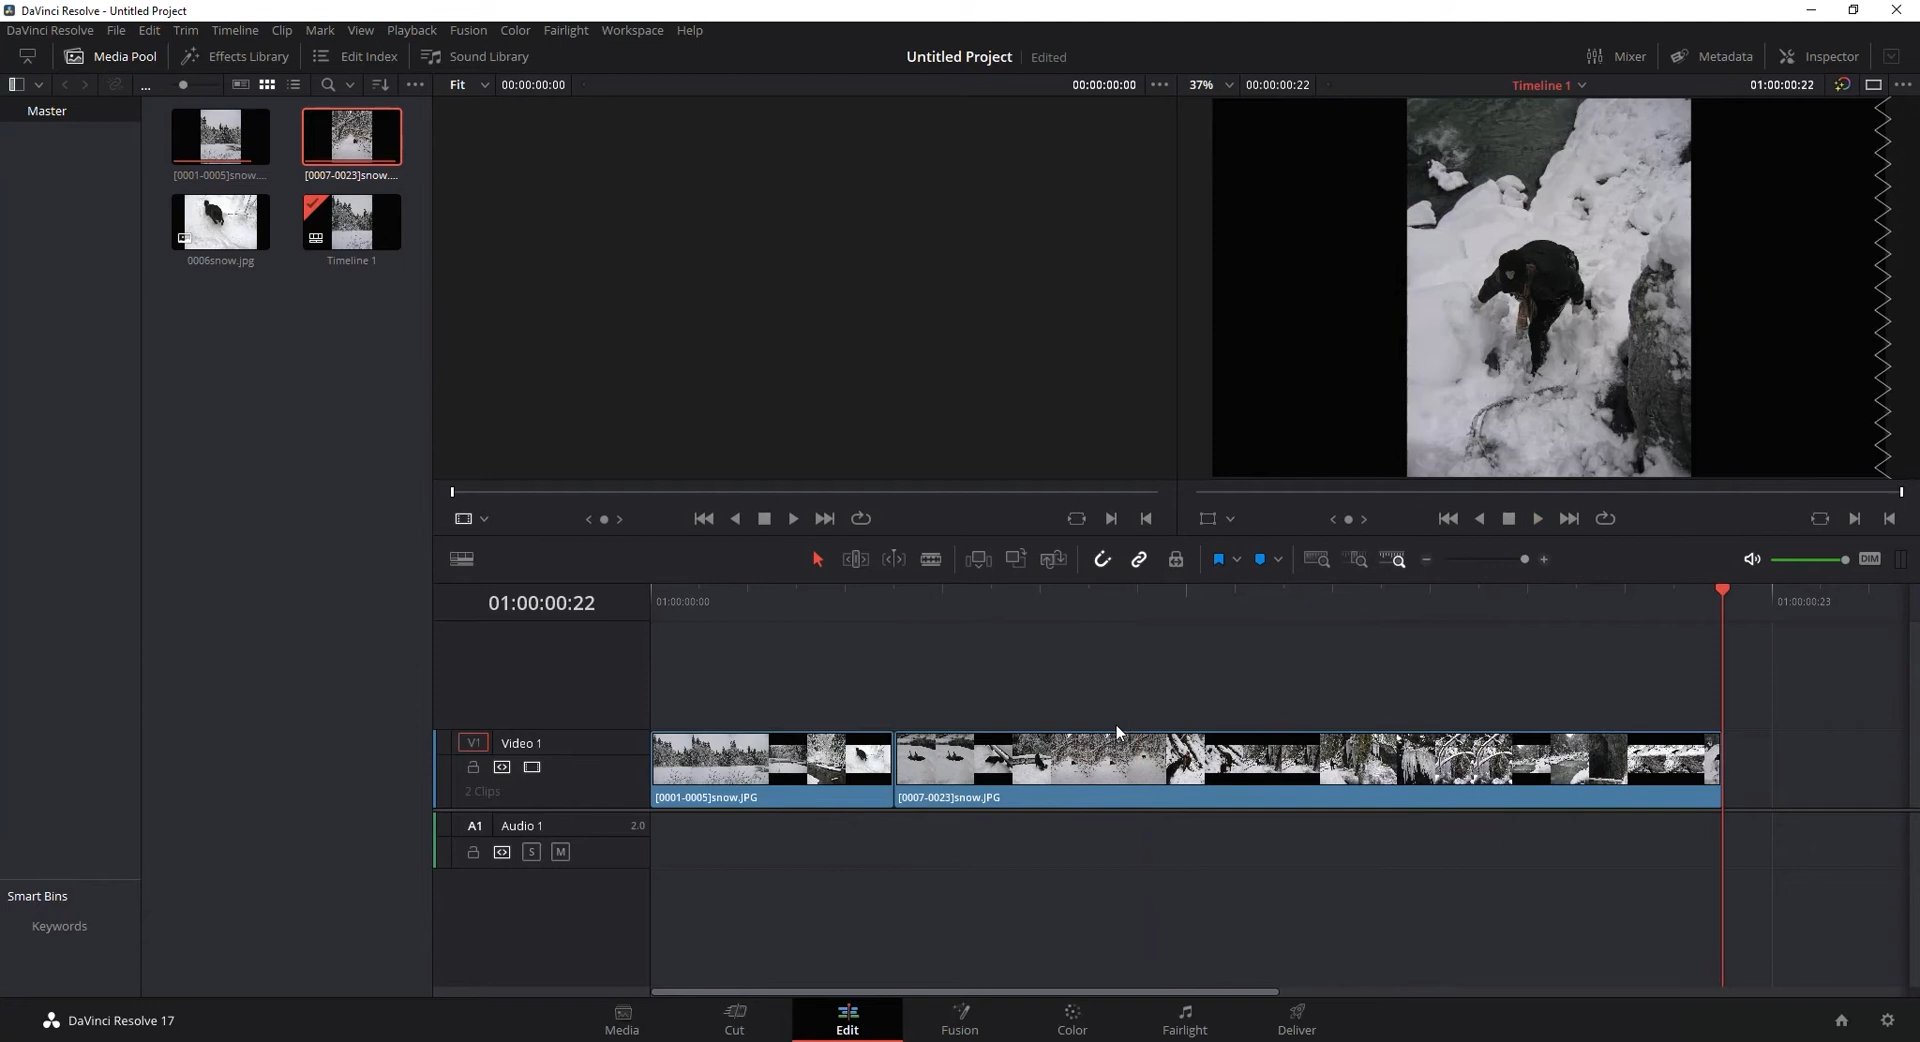 DaVinci Resolve - Untitled Project
DaVinci Resolve File Edit Trim Timeline Clip Mark View Playback Fusion Color Fairlight Workspace Help
Media Pool Effects Library Edit Index Sound Library Untitled Project Edited Mixer Metadata Inspector
... Fit 00:00:00:00 00:00:00:00 37% 00:00:00:22 Timeline 1 01:00:00:22
Master
[0001-0005]snow.... [0007-0023]snow....
0006snow.jpg Timeline 1
DIM
01:00:00:22 01:00:00:00 01:00:00:23
V1 Video 1
2 Clips
[0001-0005]snow.JPG [0007-0023]snow.JPG
A1 Audio 1 2.0
S M
Smart Bins
Keywords
DaVinci Resolve 17
Media Cut Edit Fusion Color Fairlight Deliver